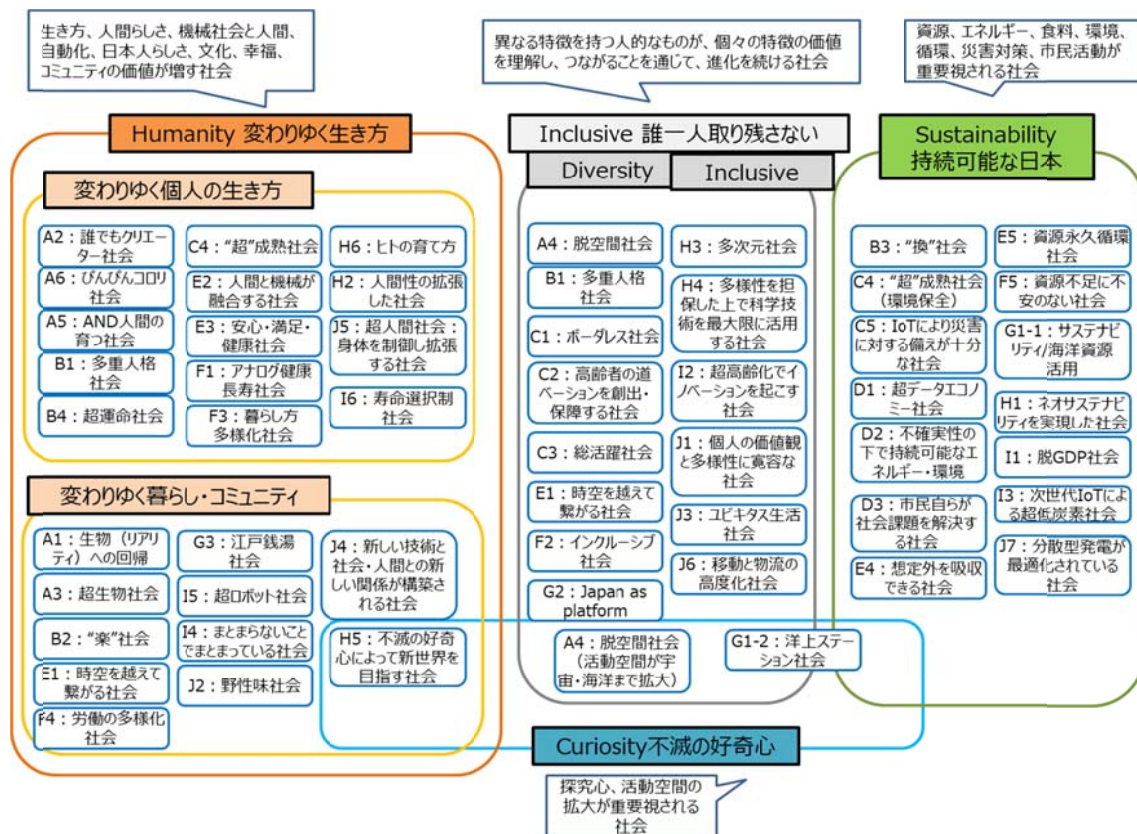 生き方、人間らしさ、機械社会と人間、
自動化、日本人らしさ、文化、幸福、
コミュニティの価値が増す社会
異なる特徴を持つ人的なものが、個々の特徴の価値
を理解し、つながることを通じて、進化を続ける社会
資源、エネルギー、食料、環境、
循環、災害対策、市民活動が
重要視される社会
Humanity 変わりゆく生き方
変わりゆく個人の生き方
A2：誰でもクリエー
ター社会
A6：ぴんぴんコロリ
社会
A5：AND人間の
育つ社会
B1：多重人格
社会
B4：超運命社会
C4：“超”成熟社会
E2：人間と機械が
融合する社会
E3：安心・満足・
健康社会
F1：アナログ健康
長寿社会
F3：暮らし方
多様化社会
H6：ヒトの育て方
H2：人間性の拡張
した社会
J5：超人間社会：
身体を制御し拡張
する社会
I6：寿命選択制
社会
変わりゆく暮らし・コミュニティ
A1：生物（リアリ
ティ）への回帰
A3：超生物社会
B2：“楽”社会
E1：時空を越えて
繋がる社会
F4：労働の多様化
社会
G3：江戸銭湯
社会
I5：超ロボット社会
I4：まとまらないこと
でまとまっている社会
J2：野性味社会
J4：新しい技術と
社会・人間との新
しい関係が構築さ
れる社会
H5：不滅の好奇
心によって新世界を
目指す社会
Inclusive 誰一人取り残さない
Diversity
Inclusive
A4：脱空間社会
B1：多重人格
社会
C1：ボーダレス社会
C2：高齢者の道
ベーションを創出・
保障する社会
C3：総活躍社会
E1：時空を越えて
繋がる社会
F2：インクルーシブ
社会
G2：Japan as
platform
H3：多次元社会
H4：多様性を担
保した上で科学技
術を最大限に活用
する社会
I2：超高齢化でイ
ノベーションを起こす
社会
J1：個人の価値観
と多様性に寛容な
社会
J3：ユビキタス生活
社会
J6：移動と物流の
高度化社会
A4：脱空間社会
（活動空間が宇
宙・海洋まで拡大）
G1-2：洋上ステー
ション社会
Sustainability
持続可能な日本
B3：“換”社会
C4：“超”成熟社会
（環境保全）
C5：IoTにより災害
に対する備えが十分
な社会
D1：超データエコノ
ミー社会
D2：不確実性の
下で持続可能なエ
ネルギー・環境
D3：市民自らが
社会課題を解決す
る社会
E4：想定外を吸収
できる社会
E5：資源永久循環
社会
F5：資源不足に不
安のない社会
G1-1：サステナビ
リティ/海洋資源
活用
H1：ネオサステナビ
リティを実現した社会
I1：脱GDP社会
I3：次世代IoTによ
る超低炭素社会
J7：分散型発電が
最適化されている
社会
Curiosity不滅の好奇心
探究心、活動空間の
拡大が重要視される
社会